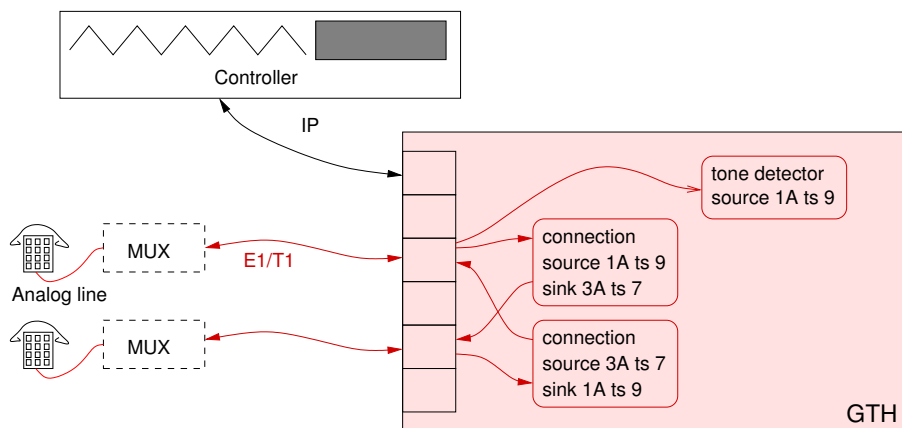 Controller
IP
tone detector
source 1A ts 9
MUX
E1/T1
connection
source 1A ts 9
sink 3A ts 7
Analog line
MUX
connection
source 3A ts 7
sink 1A ts 9
GTH